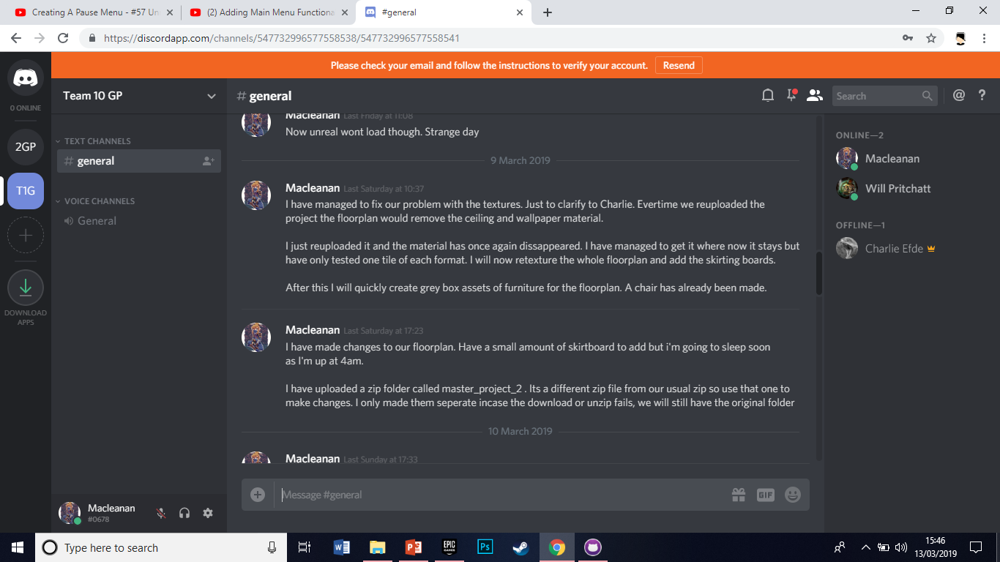 Creating A Pause Menu - #57 Un
(2) Adding Main Menu Functiona
#general
https://discordapp.com/channels/547732996577558538/547732996577558541
Please check your email and follow the instructions to verify your account.
Resend
0 ONLINE
2GP
T1G
DOWNLOAD
APPS
Team 10 GP
TEXT CHANNELS
# general
VOICE CHANNELS
General
Macleanan
#0678
# general
Search
@
?
Macleanan Last Friday at 11:08
Now unreal wont load though. Strange day
9 March 2019
Macleanan Last Saturday at 10:37
I have managed to fix our problem with the textures. Just to clarify to Charlie. Evertime we reuploaded the
project the floorplan would remove the ceiling and wallpaper material.
I just reuploaded it and the material has once again dissappeared. I have managed to get it where now it stays but
have only tested one tile of each format. I will now retexture the whole floorplan and add the skirting boards.
After this I will quickly create grey box assets of furniture for the floorplan. A chair has already been made.
Macleanan Last Saturday at 17:23
I have made changes to our floorplan. Have a small amount of skirtboard to add but i'm going to sleep soon
as I'm up at 4am.
I have uploaded a zip folder called master_project_2 . Its a different zip file from our usual zip so use that one to
make changes. I only made them seperate incase the download or unzip fails, we will still have the original folder
10 March 2019
Macleanan Last Sunday at 17:33
Message #general
GIF
ONLINE—2
Macleanan
Will Pritchatt
OFFLINE—1
Charlie Efde
Type here to search
EPIC
GAMES
Ps
15:46
13/03/2019